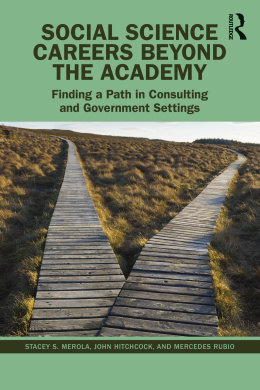 SOCIAL SCIENCE
CAREERS BEYOND
THE ACADEMY
Finding a Path in Consulting
and Government Settings
ROUTLEDGE
STACEY S. MEROLA, JOHN HITCHCOCK, AND MERCEDES RUBIO